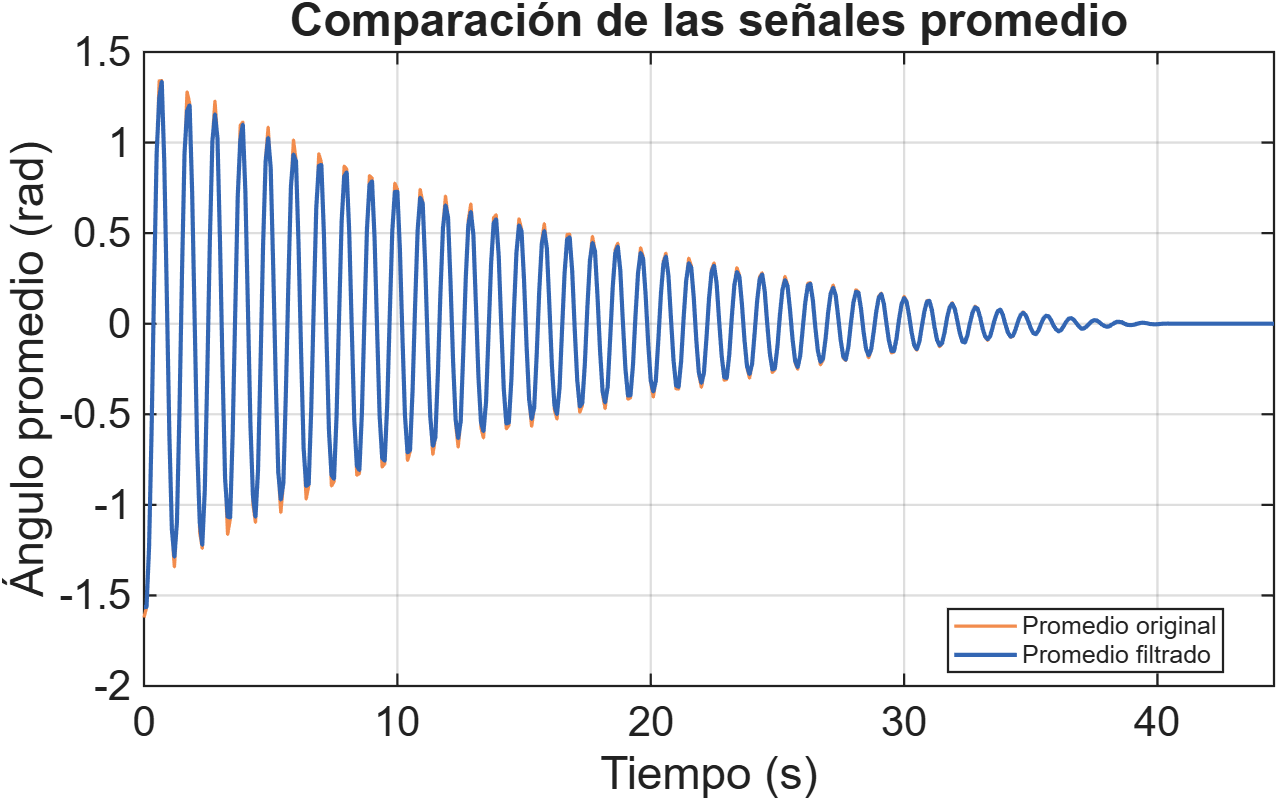 Comparación de las señales promedio
Ángulo promedio (rad)
1.5
1
0.5
0
-0.5
-1
-1.5
-2
0 10 20 30 40
Tiempo (s)
Promedio original
Promedio filtrado